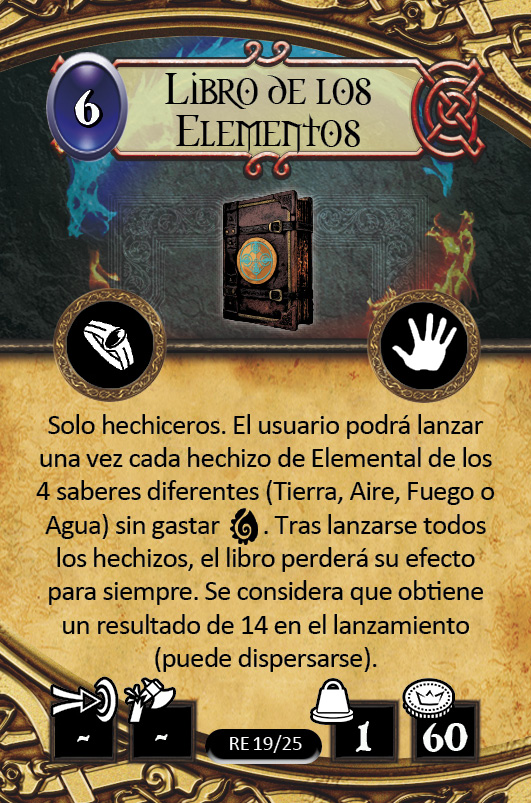 6
Libro de los
Elementos
Solo hechiceros. El usuario podrá lanzar
una vez cada hechizo de Elemental de los
4 saberes diferentes (Tierra, Aire, Fuego o
Agua) sin gastar . Tras lanzarse todos
los hechizos, el libro perderá su efecto
para siempre. Se considera que obtiene
un resultado de 14 en el lanzamiento
(puede dispersarse).
~ ~ RE 19/25 1 60